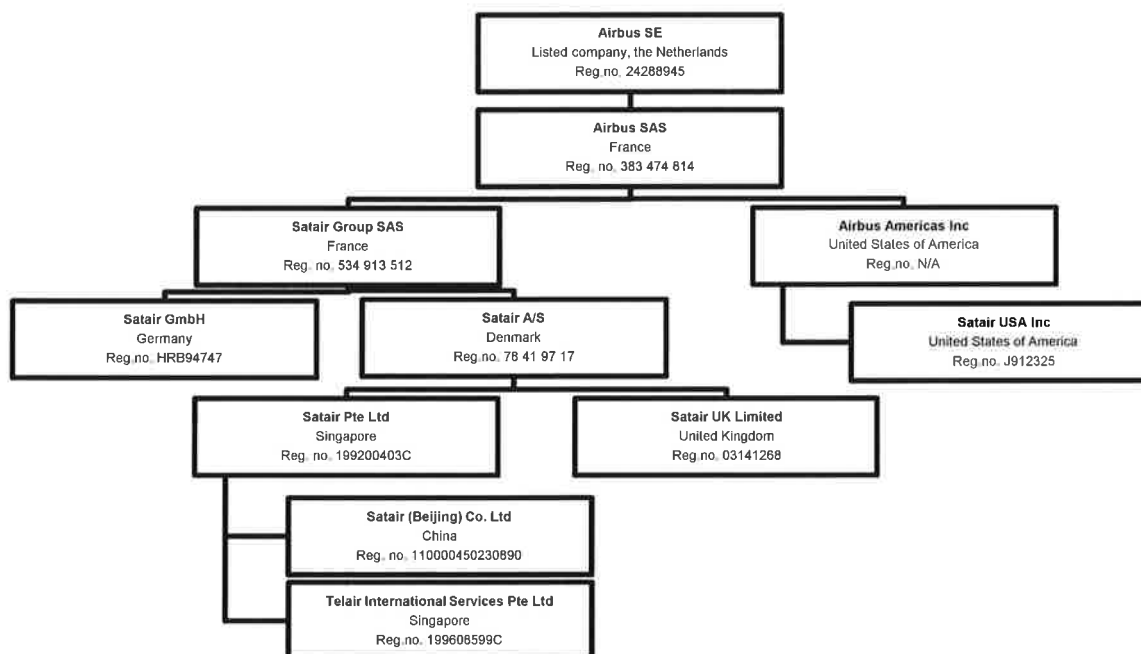 Airbus SE
Listed company, the Netherlands
Reg.no. 24288945
Airbus SAS
France
Reg. no. 383 474 814
Satair Group SAS
France
Reg. no. 534 913 512
Airbus Americas Inc
United States of America
Reg.no. N/A
Satair GmbH
Germany
Reg.no. HRB94747
Satair A/S
Denmark
Reg.no. 78 41 97 17
Satair USA Inc
United States of America
Reg.no. J912325
Satair Pte Ltd
Singapore
Reg. no. 199200403C
Satair UK Limited
United Kingdom
Reg.no. 03141268
Satair (Beijing) Co. Ltd
China
Reg. no. 110000450230890
Telair International Services Pte Ltd
Singapore
Reg.no. 199608599C